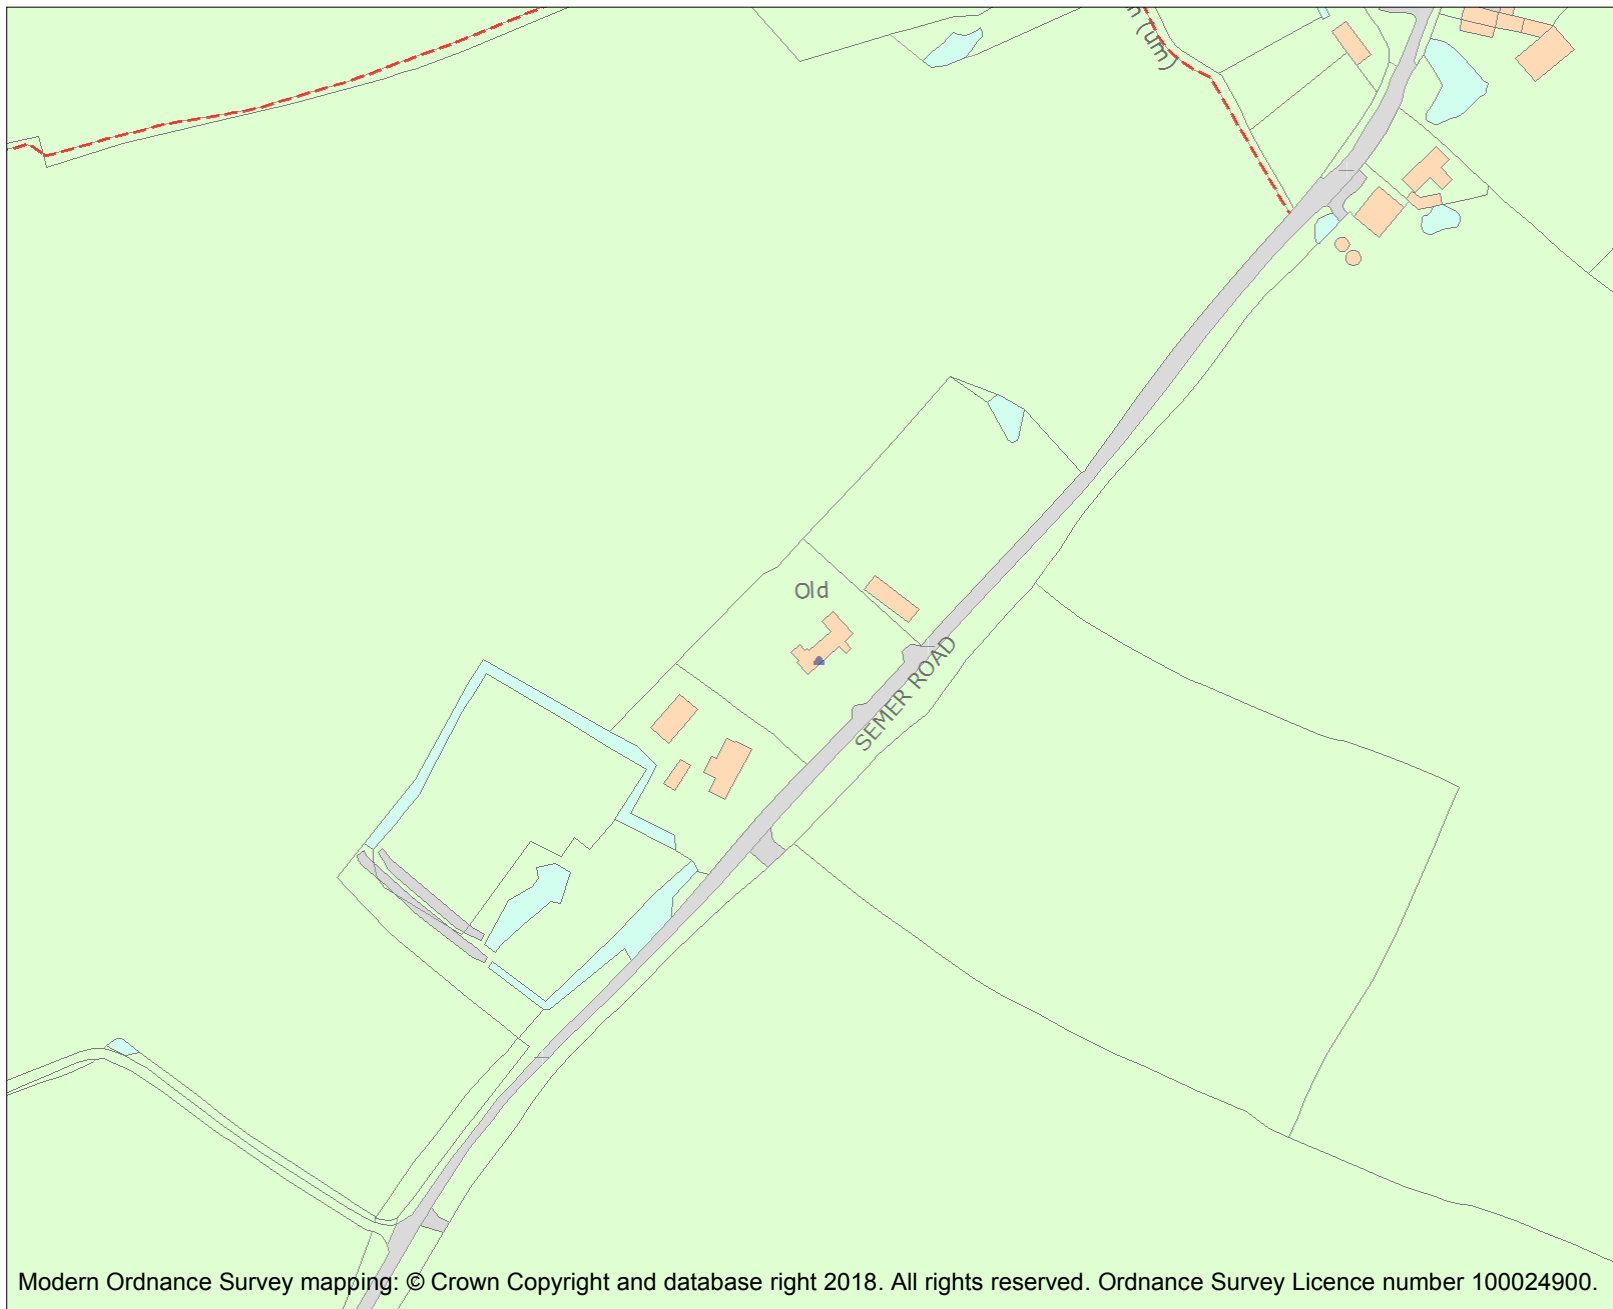 (um)
Old
SEMER ROAD
Modern Ordnance Survey mapping: © Crown Copyright and database right 2018. All rights reserved. Ordnance Survey Licence number 100024900.